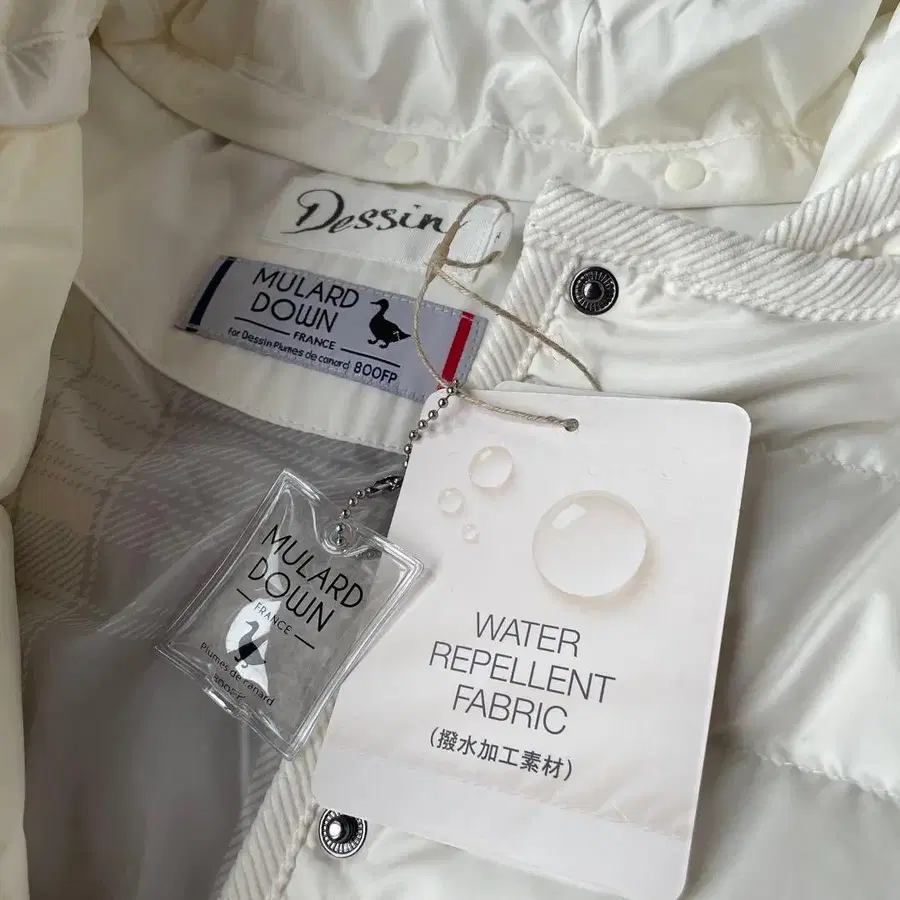 Dessin
MULARD
DOWN
FRANCE
for Dessin Plumes de canard 800FP
MULARD
DOWN
FRANCE
Plumes de canard
800FP
WATER
REPELLENT
FABRIC
(撥水加工素材)